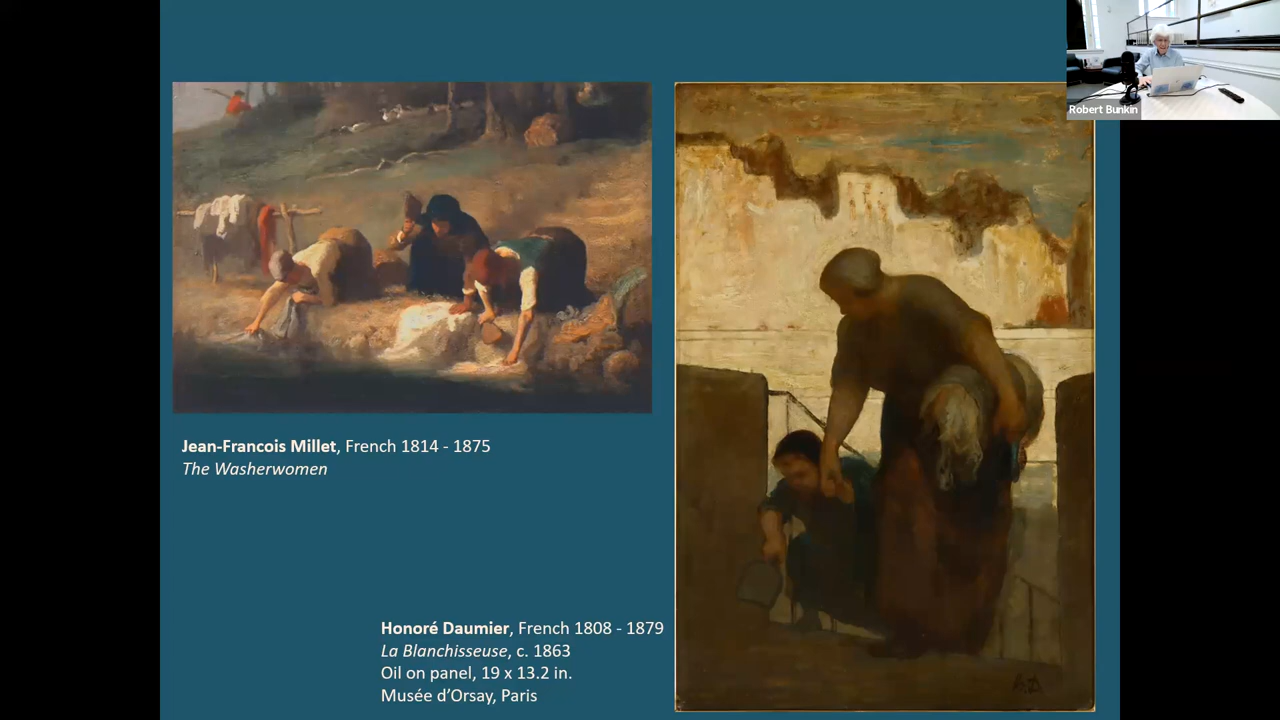 Robert Bunkin
Jean-Francois Millet, French 1814 - 1875
The Washerwomen
Honoré Daumier, French 1808 - 1879
La Blanchisseuse, c. 1863
Oil on panel, 19 x 13.2 in.
Musée d'Orsay, Paris